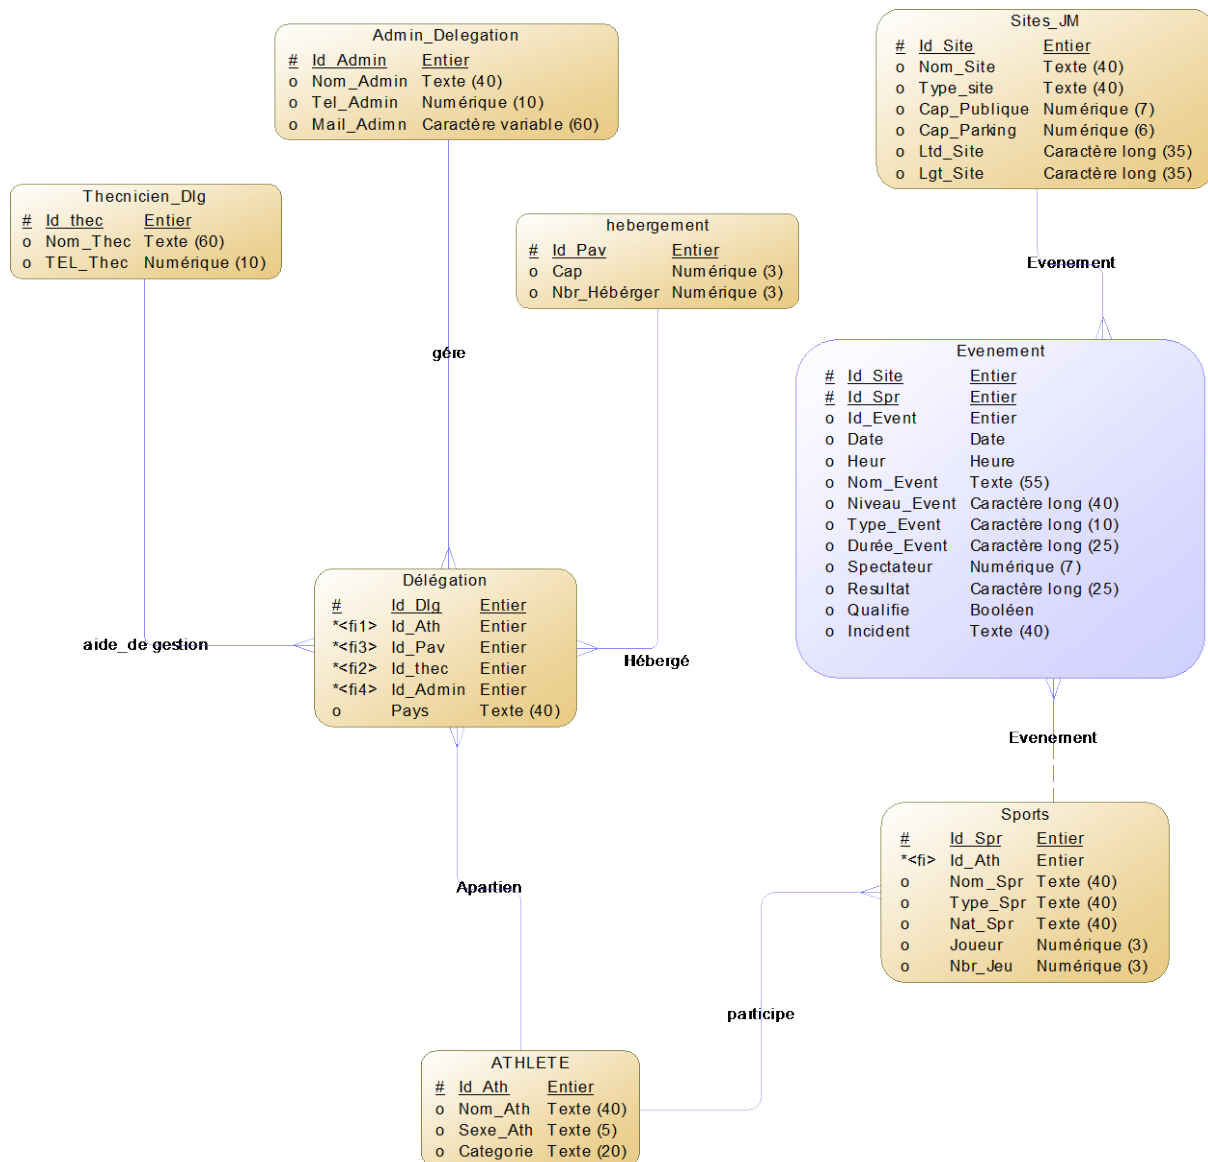 Admin_Delegation
# Id_Admin Entier
o Nom_Admin Texte (40)
o Tel_Admin Numérique (10)
o Mail_Adimn Caractère variable (60)
Sites_JM
# Id_Site Entier
o Nom_Site Texte (40)
o Type_site Texte (40)
o Cap_Publique Numérique (7)
o Cap_Parking Numérique (6)
o Ltd_Site Caractère long (35)
o Lgt_Site Caractère long (35)
Thecnicien_Dlg
# Id_thec Entier
o Nom_Thec Texte (60)
o TEL_Thec Numérique (10)
hebergement
# Id_Pav Entier
o Cap Numérique (3)
o Nbr_Hébérger Numérique (3)
Evenement
gére
Evenement
# Id_Site Entier
# Id_Spr Entier
o Id_Event Entier
o Date Date
o Heur Heure
o Nom_Event Texte (55)
o Niveau_Event Caractère long (40)
o Type_Event Caractère long (10)
o Durée_Event Caractère long (25)
o Spectateur Numérique (7)
o Resultat Caractère long (25)
o Qualifie Booléen
o Incident Texte (40)
aide_de gestion
Délégation
# Id_Dlg Entier
*<fi1> Id_Ath Entier
*<fi3> Id_Pav Entier
*<fi2> Id_thec Entier
*<fi4> Id_Admin Entier
o Pays Texte (40)
Hébergé
Evenement
Sports
# Id_Spr Entier
*<fi> Id_Ath Entier
o Nom_Spr Texte (40)
o Type_Spr Texte (40)
o Nat_Spr Texte (40)
o Joueur Numérique (3)
o Nbr_Jeu Numérique (3)
Apartien
participe
ATHLETE
# Id_Ath Entier
o Nom_Ath Texte (40)
o Sexe_Ath Texte (5)
o Categorie Texte (20)